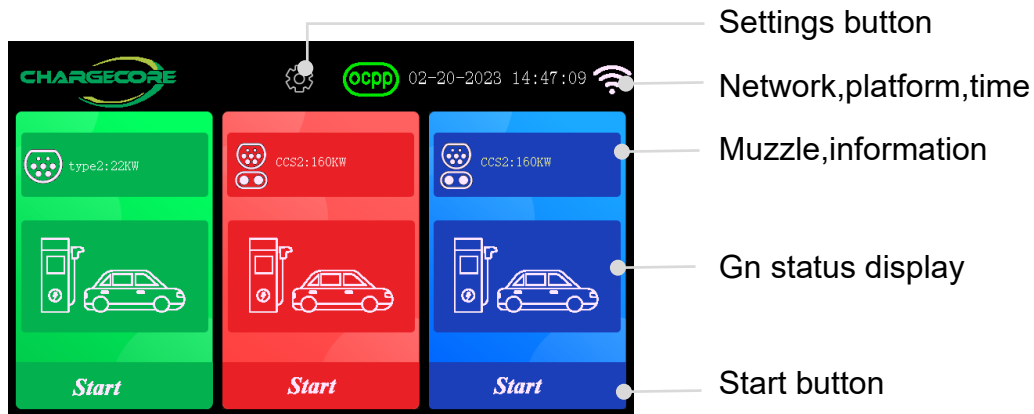 Settings button
CHARGECORE
ocpp 02-20-2023 14:47:09
Network,platform,time
type2:22KW
CCS2:160KW
CCS2:160KW
Muzzle,information
Gn status display
Start
Start
Start
Start button